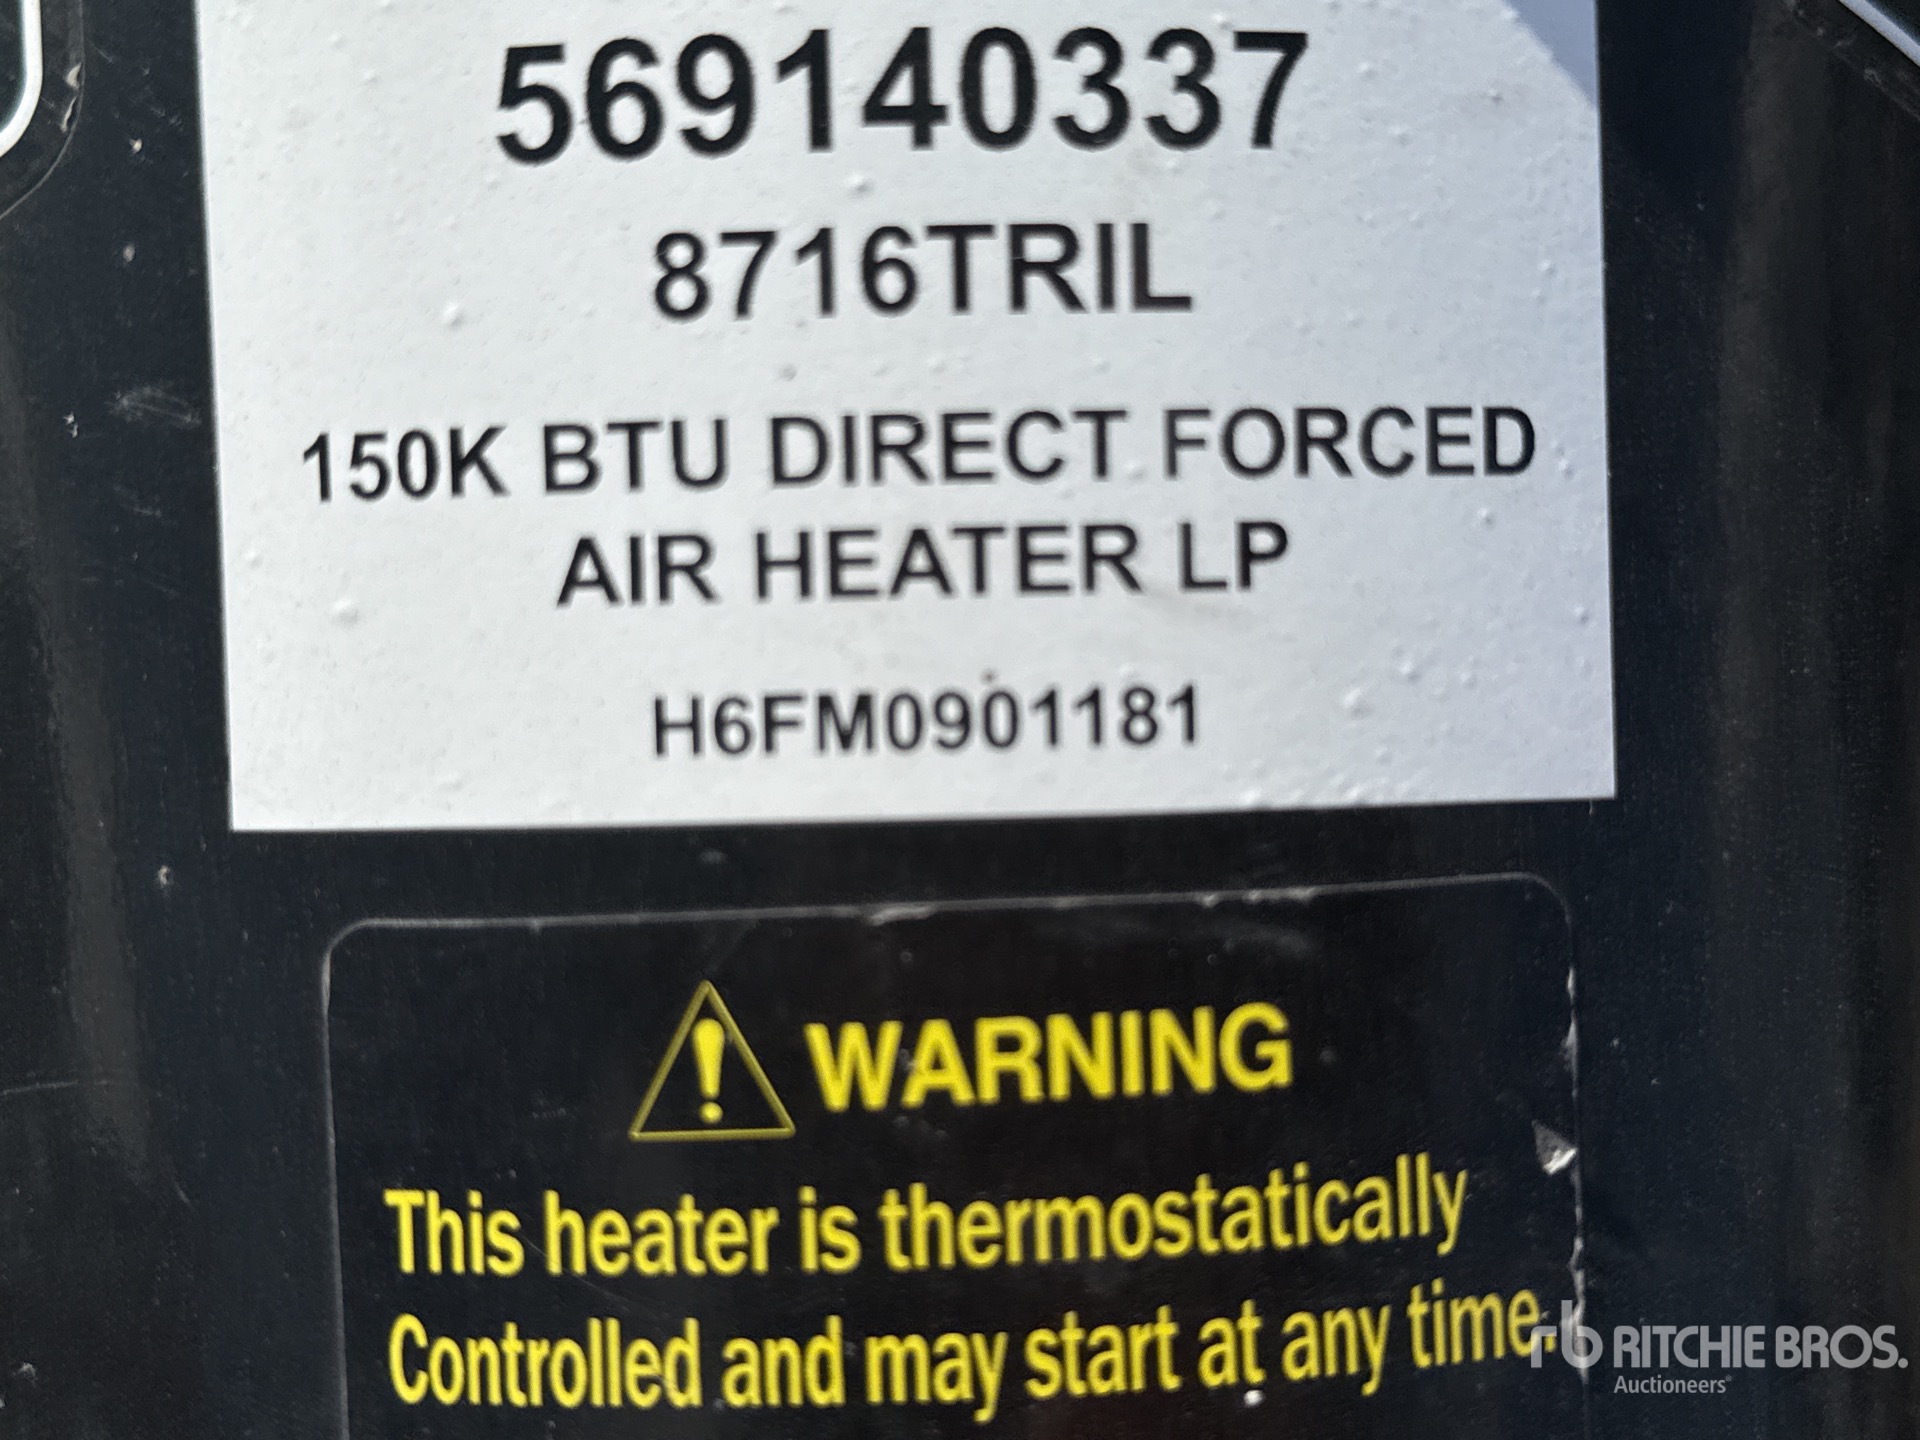 569140337
8716TRIL
150K BTU DIRECT FORCED
AIR HEATER LP
H6FM0901181
WARNING
This heater is thermostatically
Controlled and may start at any time.
rb RITCHIE BROS.
Auctioneers